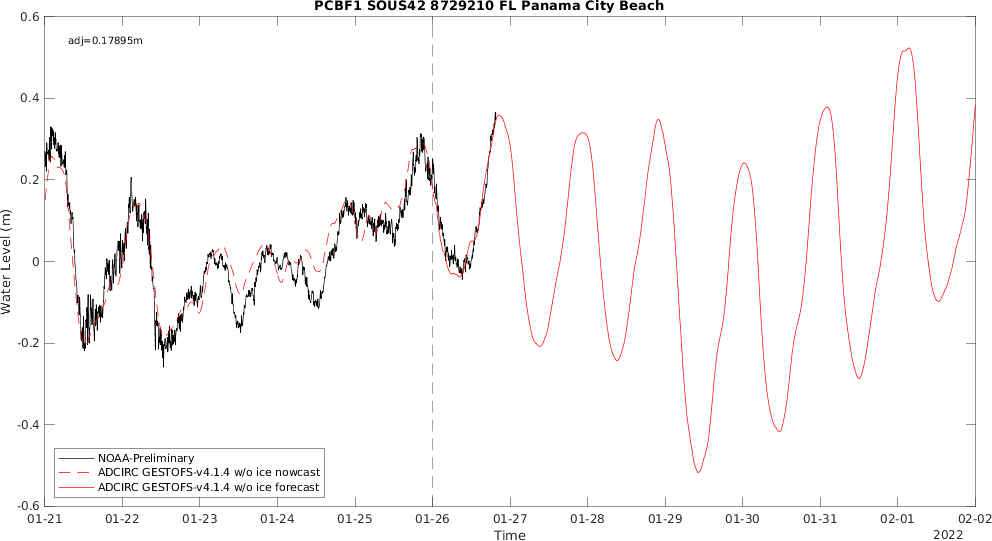 PCBF1 SOUS42 8729210 FL Panama City Beach
adj=0.17895m
0.6
0.4
0.2
0
-0.2
-0.4
-0.6
Water Level (m)
NOAA-Preliminary
ADCIRC GESTOFS-v4.1.4 w/o ice nowcast
ADCIRC GESTOFS-v4.1.4 w/o ice forecast
01-21 01-22 01-23 01-24 01-25 01-26 01-27 01-28 01-29 01-30 01-31 02-01 02-02
Time
2022